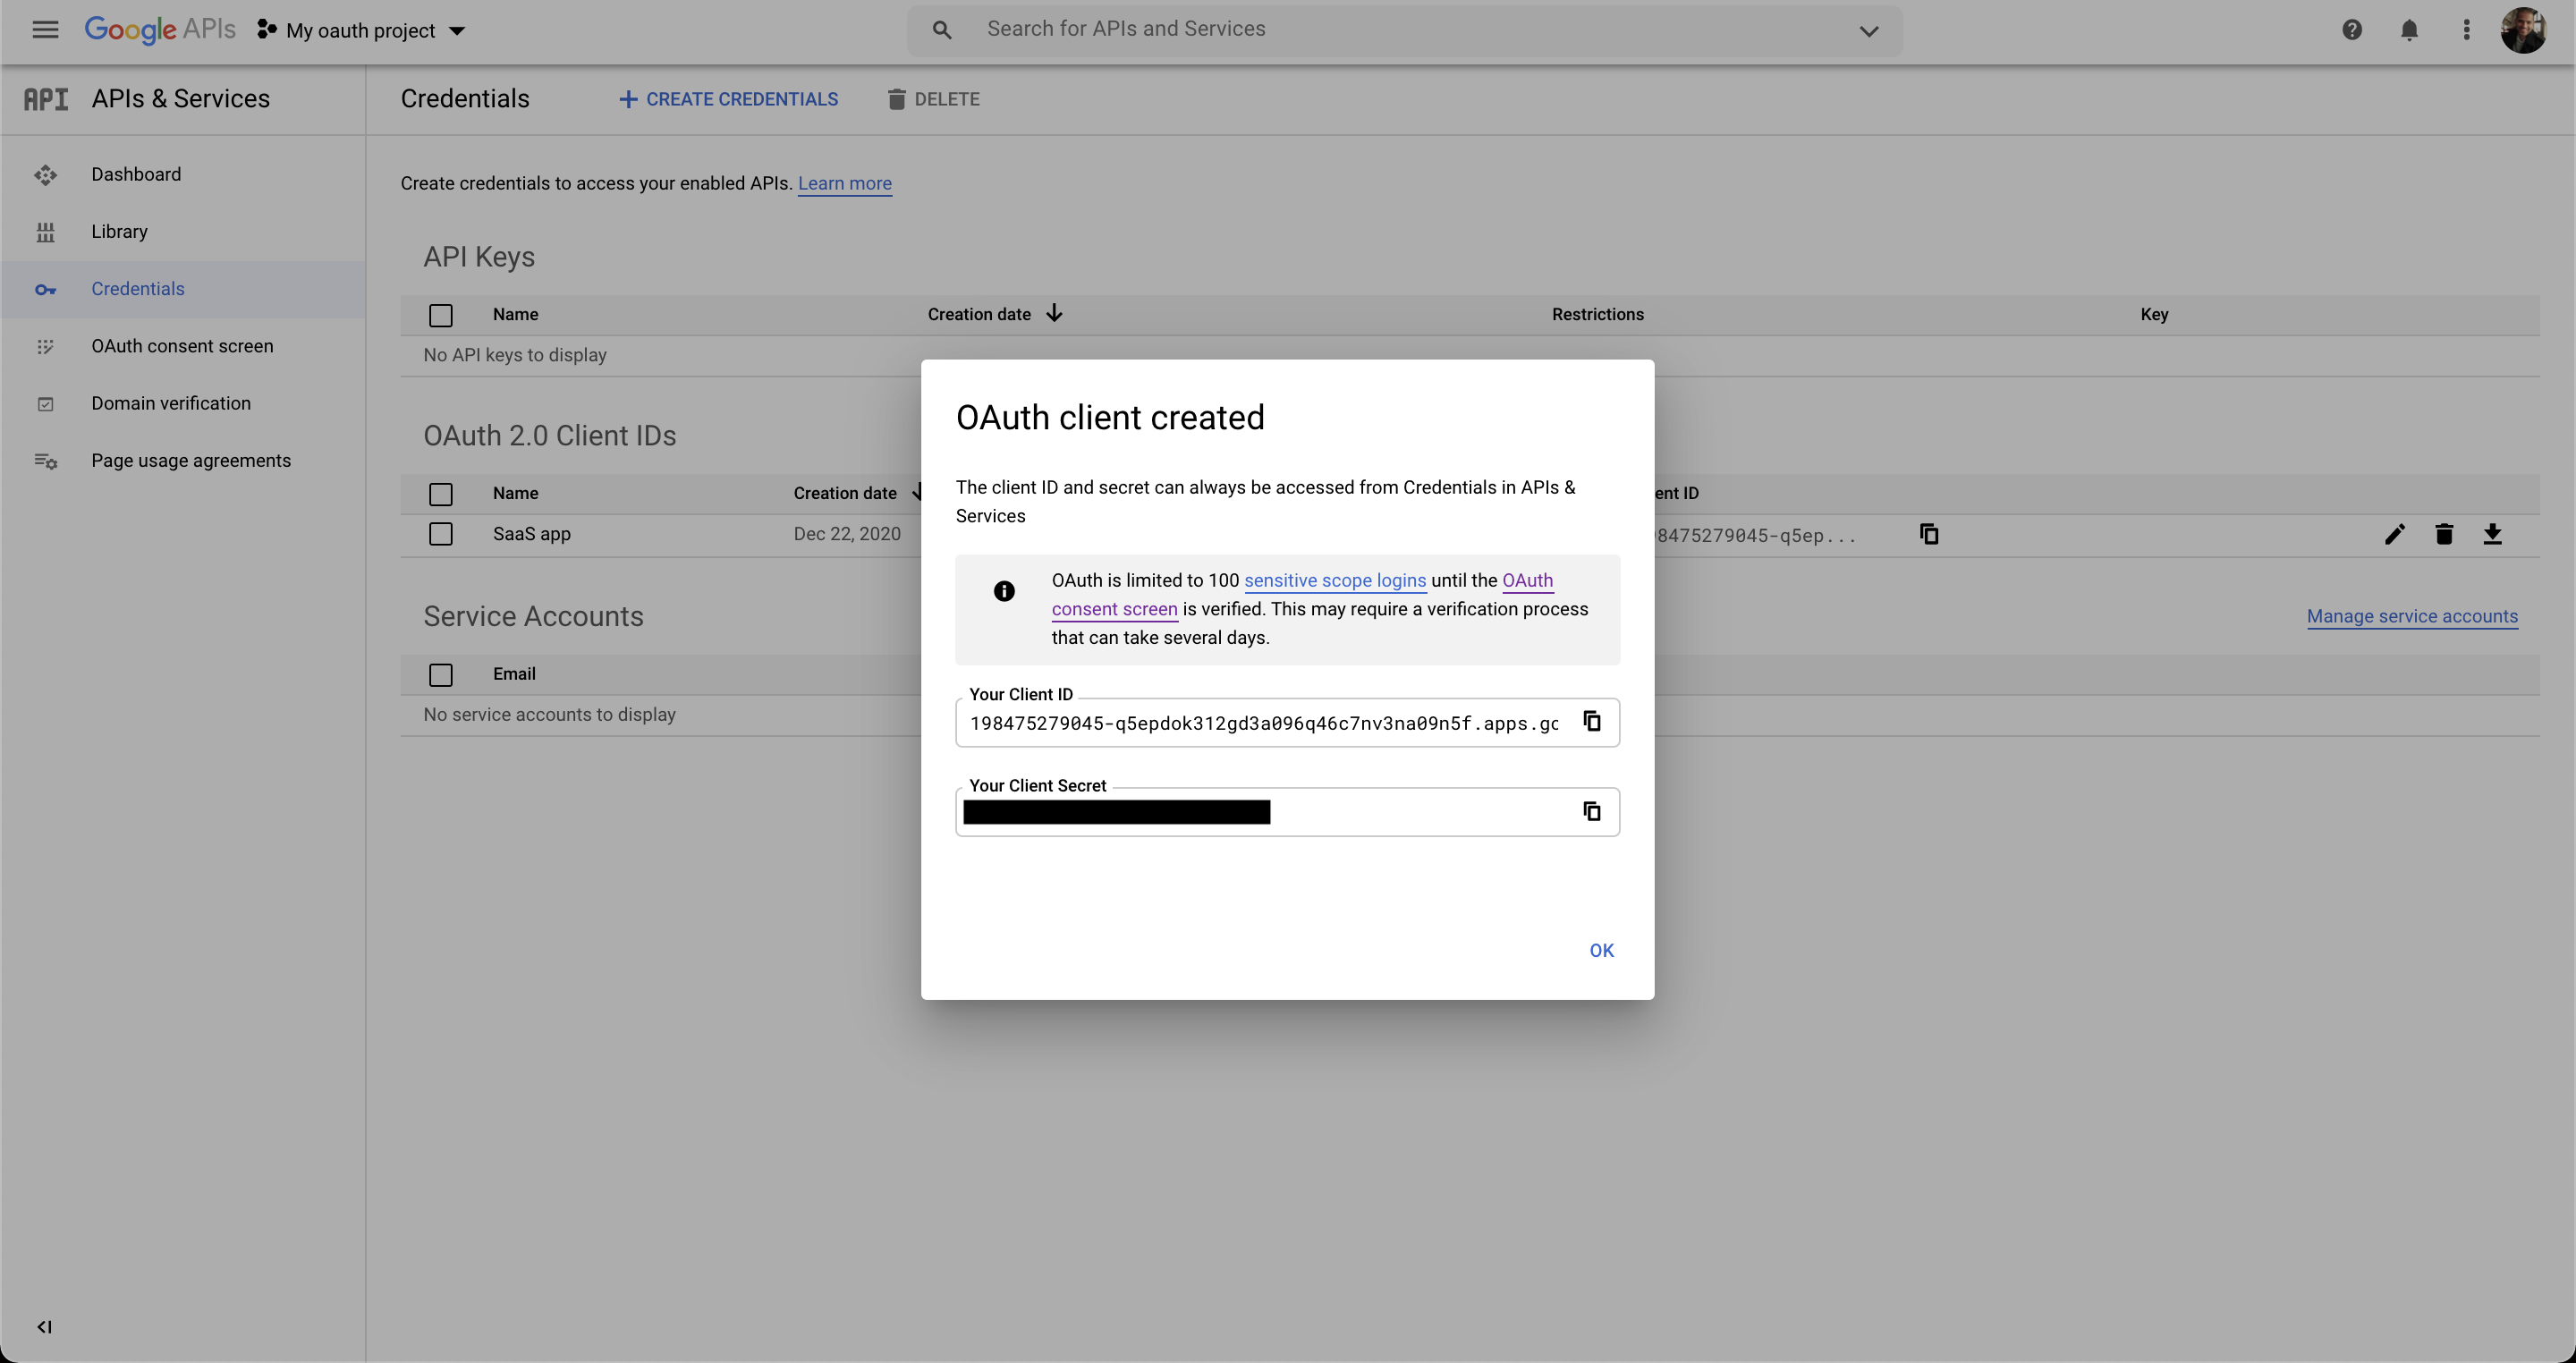 Google APIs
My oauth project
Search for APIs and Services
API
APIs & Services
Credentials
CREATE CREDENTIALS
DELETE
Dashboard
Library
Credentials
OAuth consent screen
Domain verification
Page usage agreements
Create credentials to access your enabled APIs. Learn more
API Keys
Name Creation date Restrictions Key
No API keys to display
OAuth 2.0 Client IDs
Name Creation date ent ID
SaaS app Dec 22, 2020 98475279045-q5ep...
Service Accounts
Manage service accounts
Email
No service accounts to display
OAuth client created
The client ID and secret can always be accessed from Credentials in APIs &
Services
OAuth is limited to 100 sensitive scope logins until the OAuth
consent screen is verified. This may require a verification process
that can take several days.
Your Client ID
198475279045-q5epdok312gd3a096q46c7nv3na09n5f.apps.gc
Your Client Secret
OK